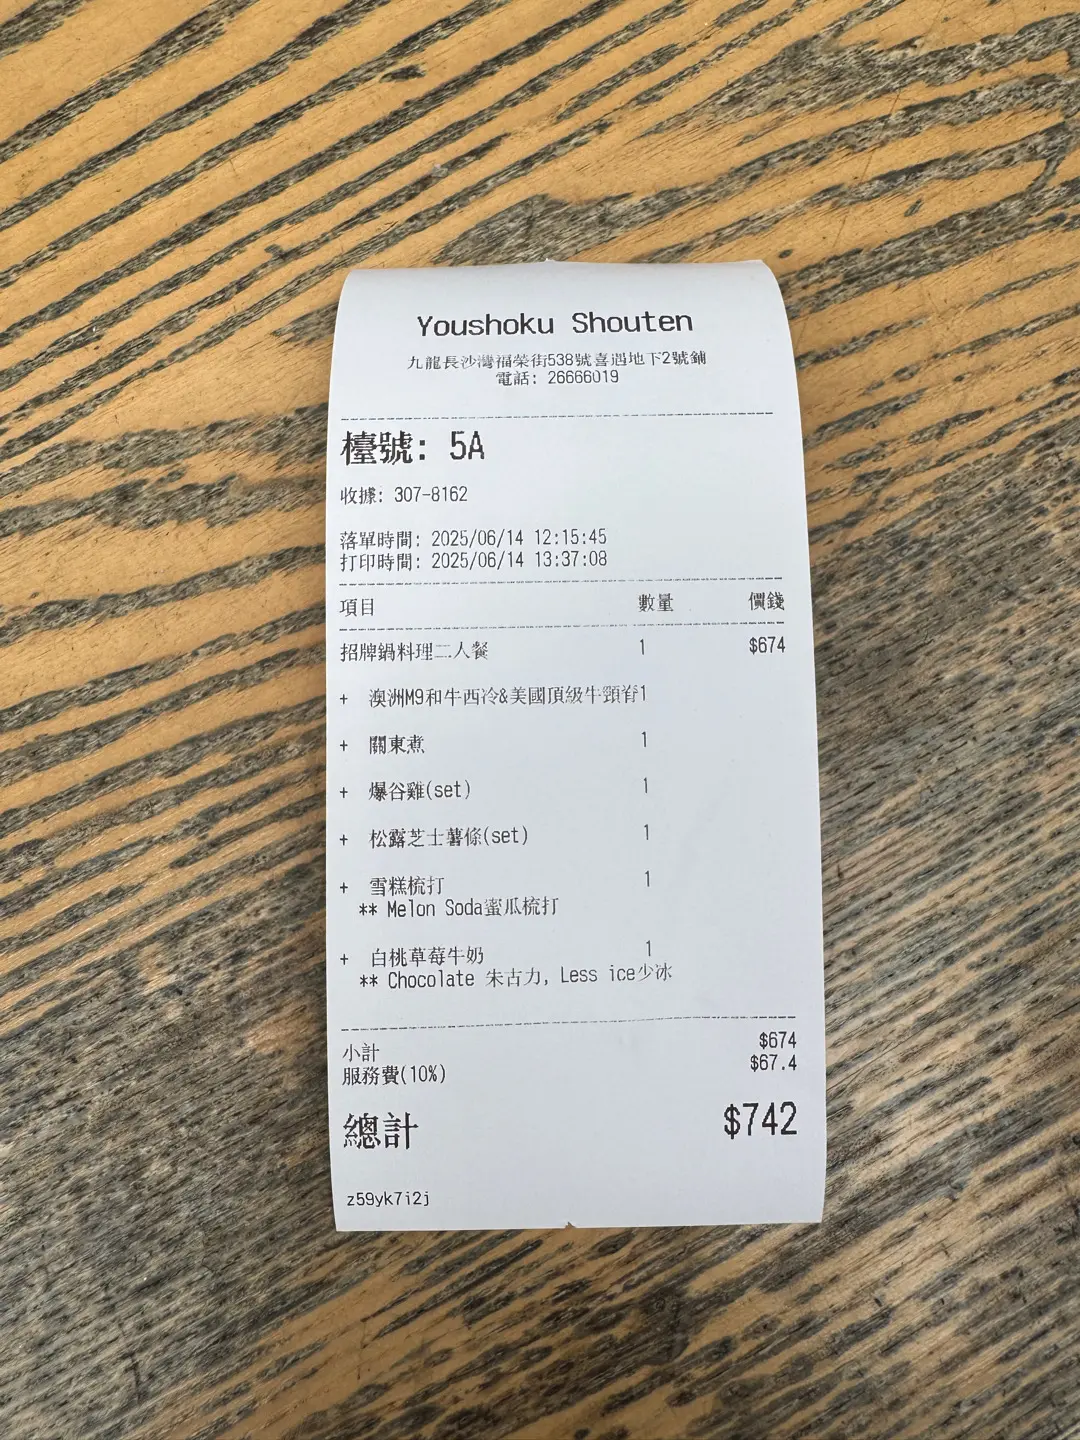 Youshoku Shouten
九龍長沙灣福榮街538號喜遇地下2號鋪
電話: 26666019
檯號: 5A
收據: 307-8162
落單時間: 2025/06/14 12:15:45
打印時間: 2025/06/14 13:37:08
項目 數量 價錢
招牌鍋料理二人餐 1 $674
+ 澳洲M9和牛西冷&美國頂級牛頸脊1
+ 關東煮 1
+ 爆谷雞(set) 1
+ 松露芝士薯條(set) 1
+ 雪糕梳打 1
** Melon Soda蜜瓜梳打
+ 白桃草莓牛奶 1
** Chocolate 朱古力, Less ice少冰
小計 $674
服務費(10%) $67.4
總計 $742
z59yk7i2j